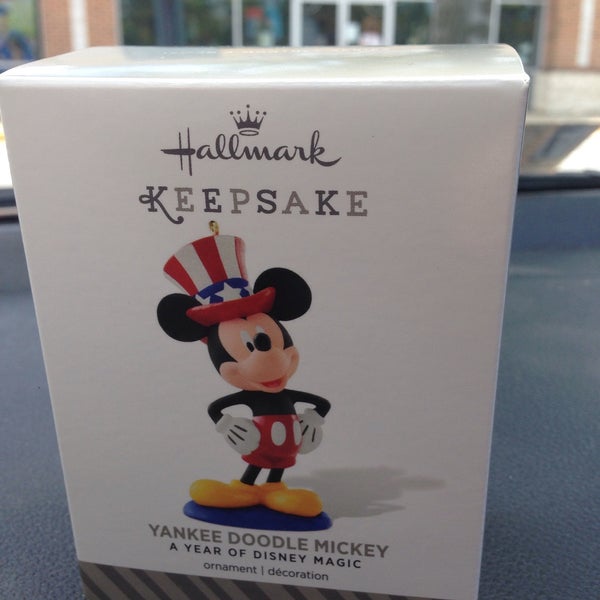 Hallmark
KEEPSAKE
YANKEE DOODLE MICKEY
A YEAR OF DISNEY MAGIC
ornament | décoration